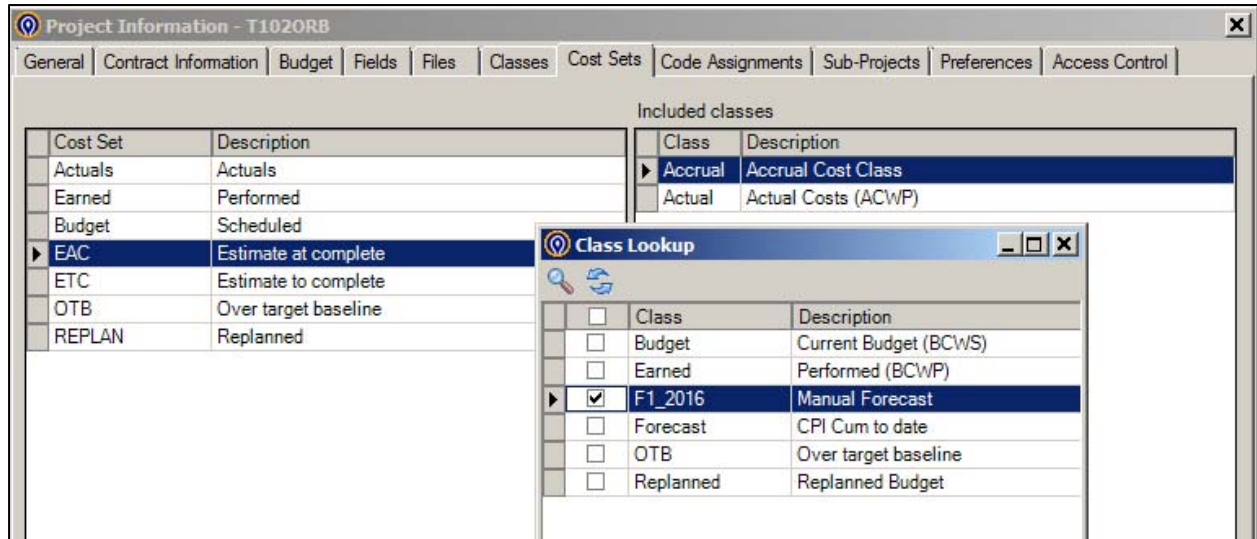 Project Information - T102ORB
General Contract Information Budget Fields Files Classes Cost Sets Code Assignments Sub-Projects Preferences Access Control
Included classes
Cost Set Description
Actuals Actuals
Earned Performed
Budget Scheduled
EAC Estimate at complete
ETC Estimate to complete
OTB Over target baseline
REPLAN Replanned
Class Description
Accrual Accrual Cost Class
Actual Actual Costs (ACWP)
Class Lookup
Class Description
Budget Current Budget (BCWS)
Earned Performed (BCWP)
F1_2016 Manual Forecast
Forecast CPI Cum to date
OTB Over target baseline
Replanned Replanned Budget